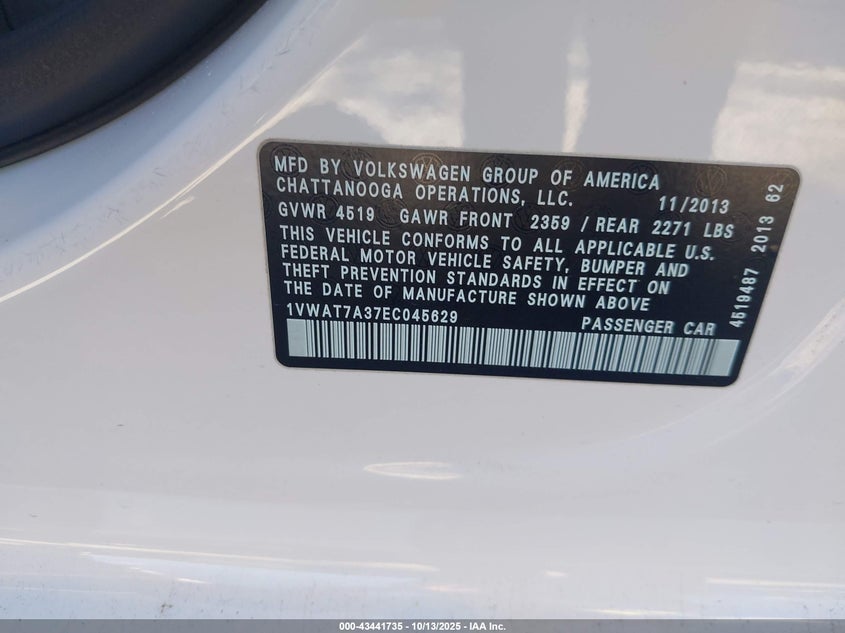 MFD BY VOLKSWAGEN GROUP OF AMERICA
CHATTANOOGA OPERATIONS, LLC. 11/2013
GVWR 4519 GAWR FRONT 2359 / REAR 2271 LBS
THIS VEHICLE CONFORMS TO ALL APPLICABLE U.S.
FEDERAL MOTOR VEHICLE SAFETY, BUMPER AND
THEFT PREVENTION STANDARDS IN EFFECT ON
THE DATE OF MANUFACTURE SHOWN ABOVE
1VWAT7A37EC045629 PASSENGER CAR
4519487 2013 62
000-43441735 - 10/13/2025 - IAA Inc.